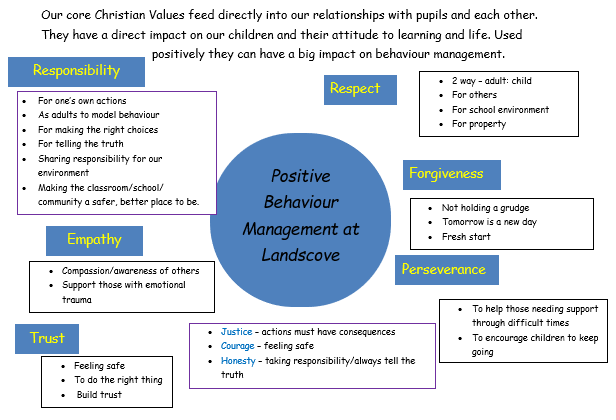 Our core Christian Values feed directly into our relationships with pupils and each other.
They have a direct impact on our children and their attitude to learning and life. Used
positively they can have a big impact on behaviour management.
Responsibility
• For one's own actions
• As adults to model behaviour
• For making the right choices
• For telling the truth
• Sharing responsibility for our
environment
• Making the classroom/school/
community a safer, better place to be.
Respect
• 2 way – adult: child
• For others
• For school environment
• For property
Positive
Behaviour
Management at
Landscove
Forgiveness
• Not holding a grudge
• Tomorrow is a new day
• Fresh start
Empathy
• Compassion/awareness of others
• Support those with emotional
trauma
Perseverance
• To help those needing support
through difficult times
• To encourage children to keep
going
Trust
• Feeling safe
• To do the right thing
• Build trust
• Justice – actions must have consequences
• Courage – feeling safe
• Honesty – taking responsibility/always tell the
truth